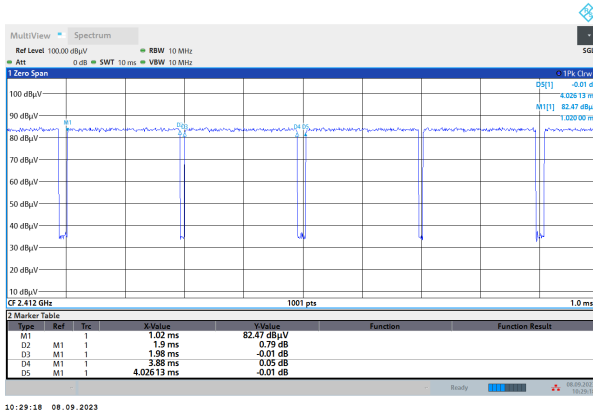 MultiView Spectrum
Ref Level 100.00 dBµV RBW 10 MHz SGL
Att 0 dB SWT 10 ms VBW 10 MHz
1 Zero Span 1Pk Clrw
D5[1] -0.01 d
4.026 13 m
100 dBµV
M1[1] 82.47 dBµV
1.020 00 m
90 dBµV
M1 D4 D5
80 dBµV
70 dBµV
60 dBµV
50 dBµV
40 dBµV
30 dBµV
20 dBµV
10 dBµV
CF 2.412 GHz 1001 pts 1.0 ms
2 Marker Table
Type Ref Trc X-Value Y-Value Function Function Result
M1 1 1.02 ms 82.47 dBµV
D2 M1 1 1.9 ms 0.79 dB
D3 M1 1 1.98 ms -0.01 dB
D4 M1 1 3.88 ms 0.05 dB
D5 M1 1 4.026 13 ms -0.01 dB
Ready 08.09.202
10:29:18
10:29:18 08.09.2023